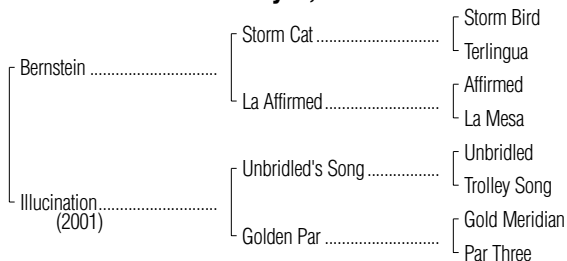 Storm Bird
Storm Cat ........................
Terlingua
Bernstein ................................
Affirmed
La Affirmed ......................
La Mesa
Unbridled
Unbridled's Song .................
Trolley Song
Illucination..............................
(2001)
Gold Meridian
Golden Par .......................
Par Three